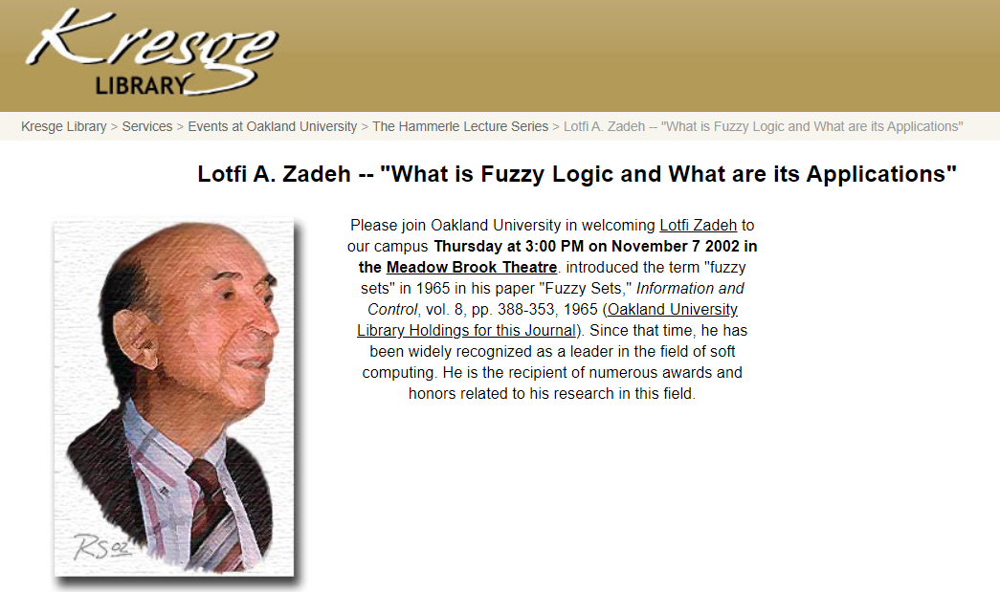 Kresge
LIBRARY
Kresge Library > Services > Events at Oakland University > The Hammerle Lecture Series > Lotfi A. Zadeh -- "What is Fuzzy Logic and What are its Applications"
Lotfi A. Zadeh -- "What is Fuzzy Logic and What are its Applications"
Please join Oakland University in welcoming Lotfi Zadeh to
our campus Thursday at 3:00 PM on November 7 2002 in
the Meadow Brook Theatre. introduced the term "fuzzy
sets" in 1965 in his paper "Fuzzy Sets," Information and
Control, vol. 8, pp. 388-353, 1965 (Oakland University
Library Holdings for this Journal). Since that time, he has
been widely recognized as a leader in the field of soft
computing. He is the recipient of numerous awards and
honors related to his research in this field.
RS 02